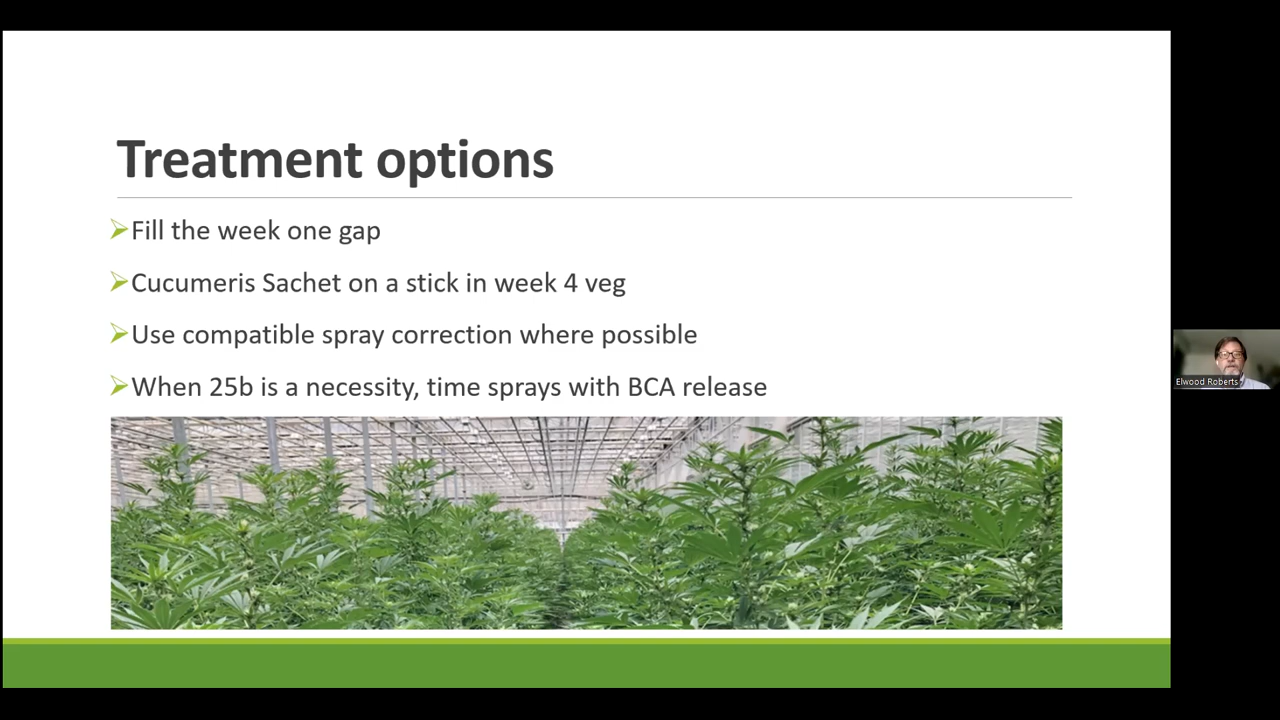 Treatment options
Fill the week one gap
Cucumeris Sachet on a stick in week 4 veg
Use compatible spray correction where possible
When 25b is a necessity, time sprays with BCA release
Elwood Roberts